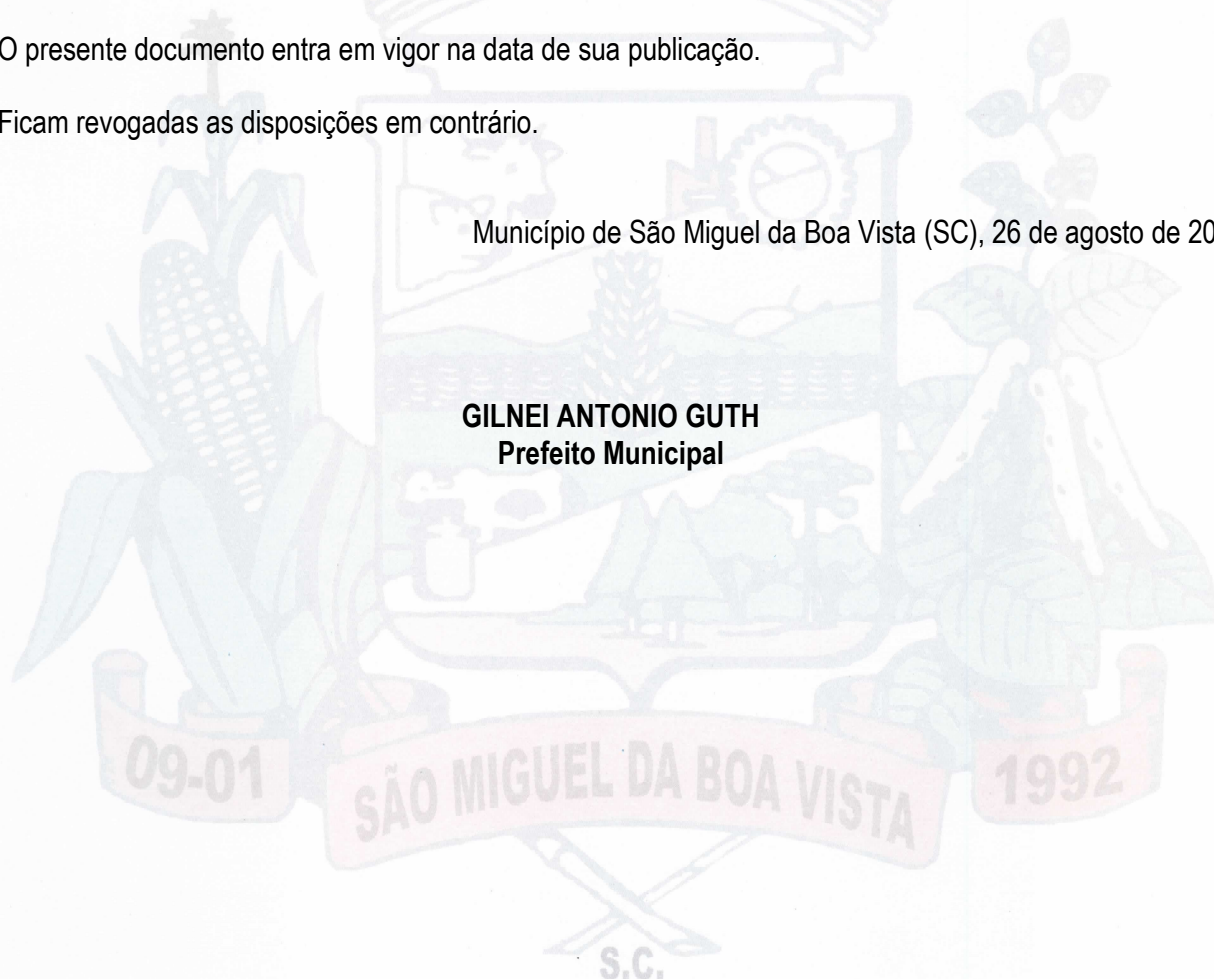 O presente documento entra em vigor na data de sua publicação.
Ficam revogadas as disposições em contrário.
Município de São Miguel da Boa Vista (SC), 26 de agosto de 20
GILNEI ANTONIO GUTH
Prefeito Municipal
09-01
SÃO MIGUEL DA BOA VISTA
1992
S.C.